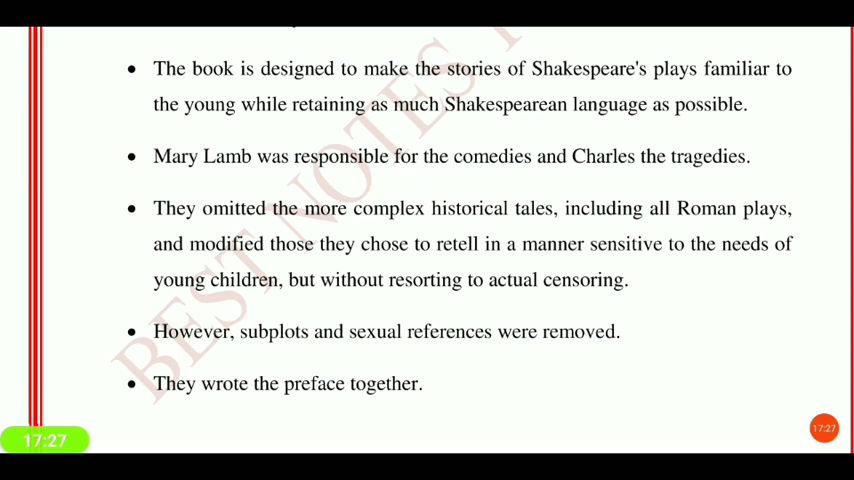 • The book is designed to make the stories of Shakespeare's plays familiar to
the young while retaining as much Shakespearean language as possible.
• Mary Lamb was responsible for the comedies and Charles the tragedies.
• They omitted the more complex historical tales, including all Roman plays,
and modified those they chose to retell in a manner sensitive to the needs of
young children, but without resorting to actual censoring.
• However, subplots and sexual references were removed.
• They wrote the preface together.
BEST NOTES
17:27
17:27